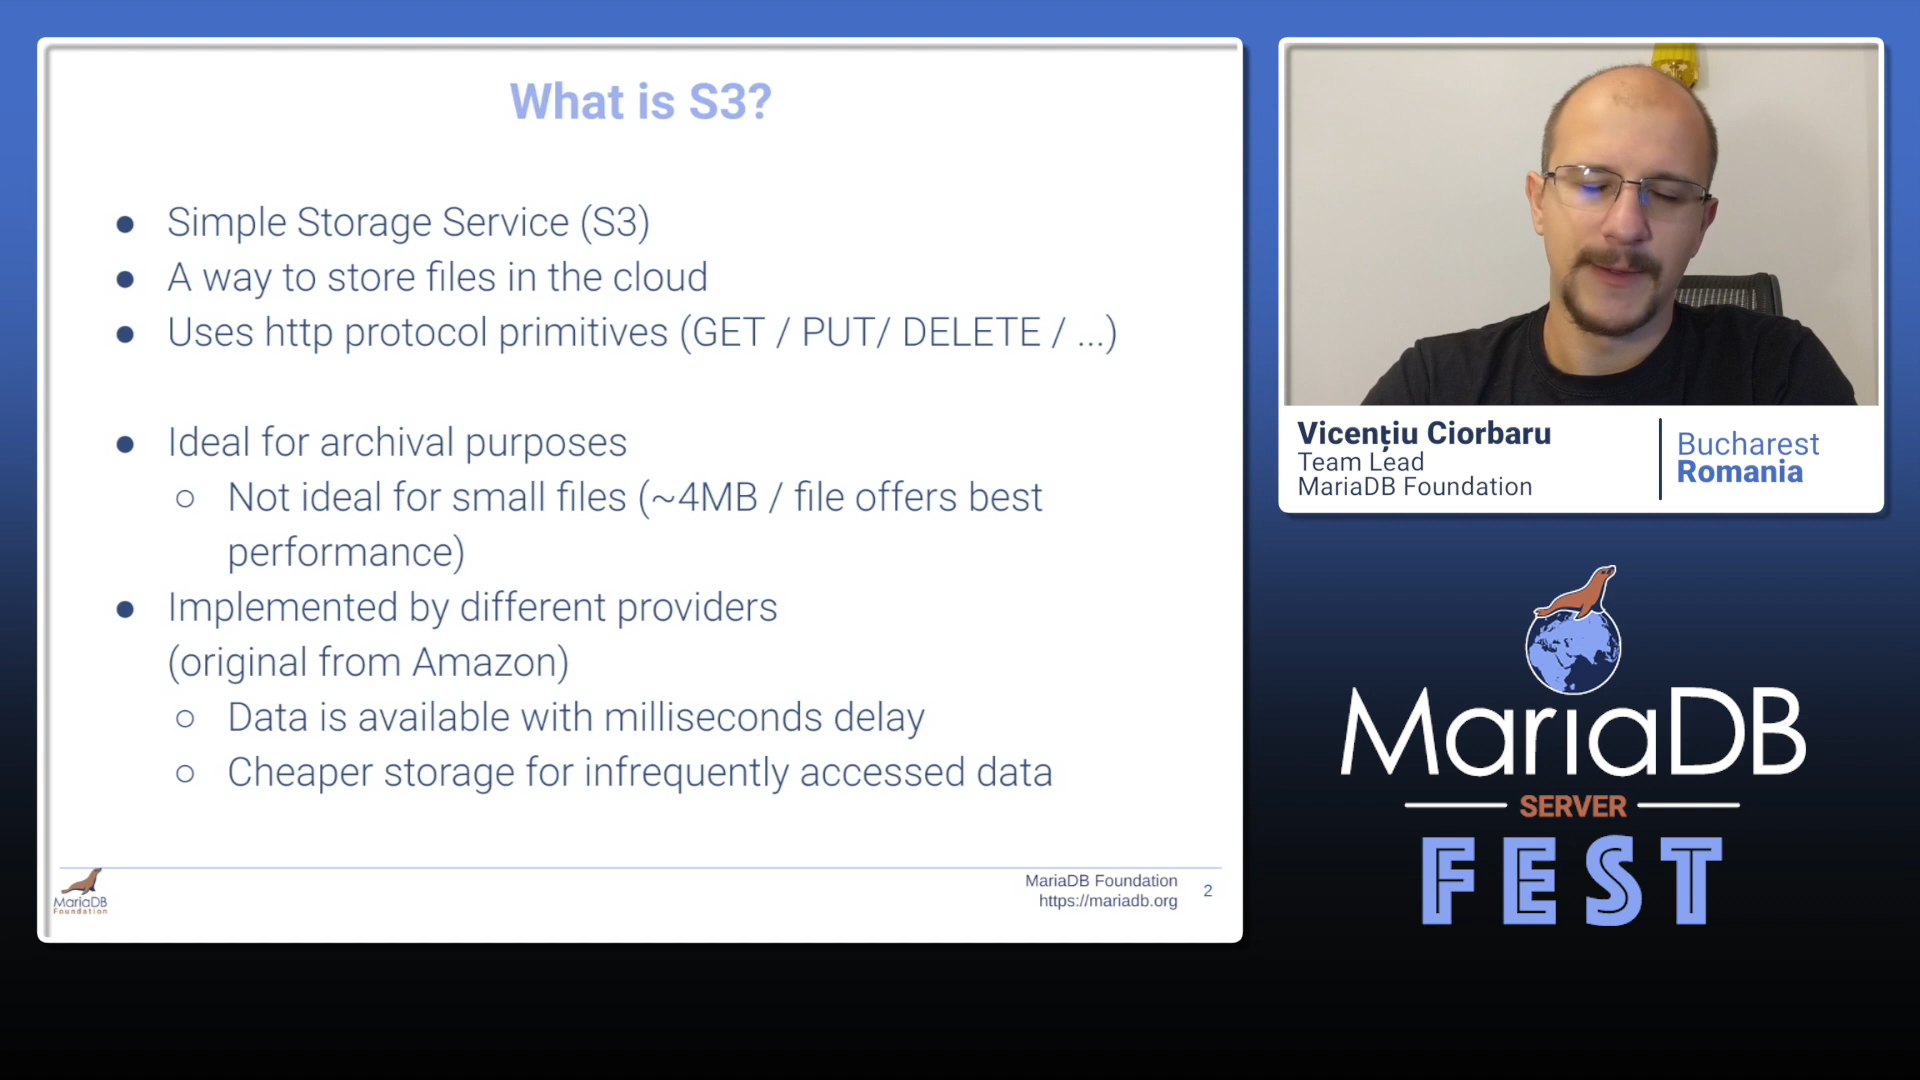 What is S3?
● Simple Storage Service (S3)
● A way to store files in the cloud
● Uses http protocol primitives (GET / PUT/ DELETE / ...)
● Ideal for archival purposes
○ Not ideal for small files (~4MB / file offers best
performance)
● Implemented by different providers
(original from Amazon)
○ Data is available with milliseconds delay
○ Cheaper storage for infrequently accessed data
MariaDB
Foundation
MariaDB Foundation
https://mariadb.org
2
Vicențiu Ciorbaru
Team Lead
MariaDB Foundation
Bucharest
Romania
MariaDB
SERVER
FEST